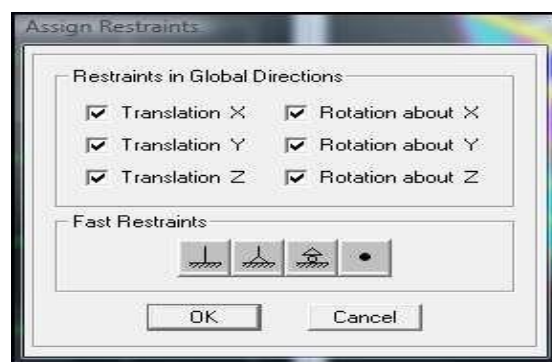 Assign Restraints
Restraints in Global Directions
Translation X
Rotation about X
Translation Y
Rotation about Y
Translation Z
Rotation about Z
Fast Restraints
OK
Cancel